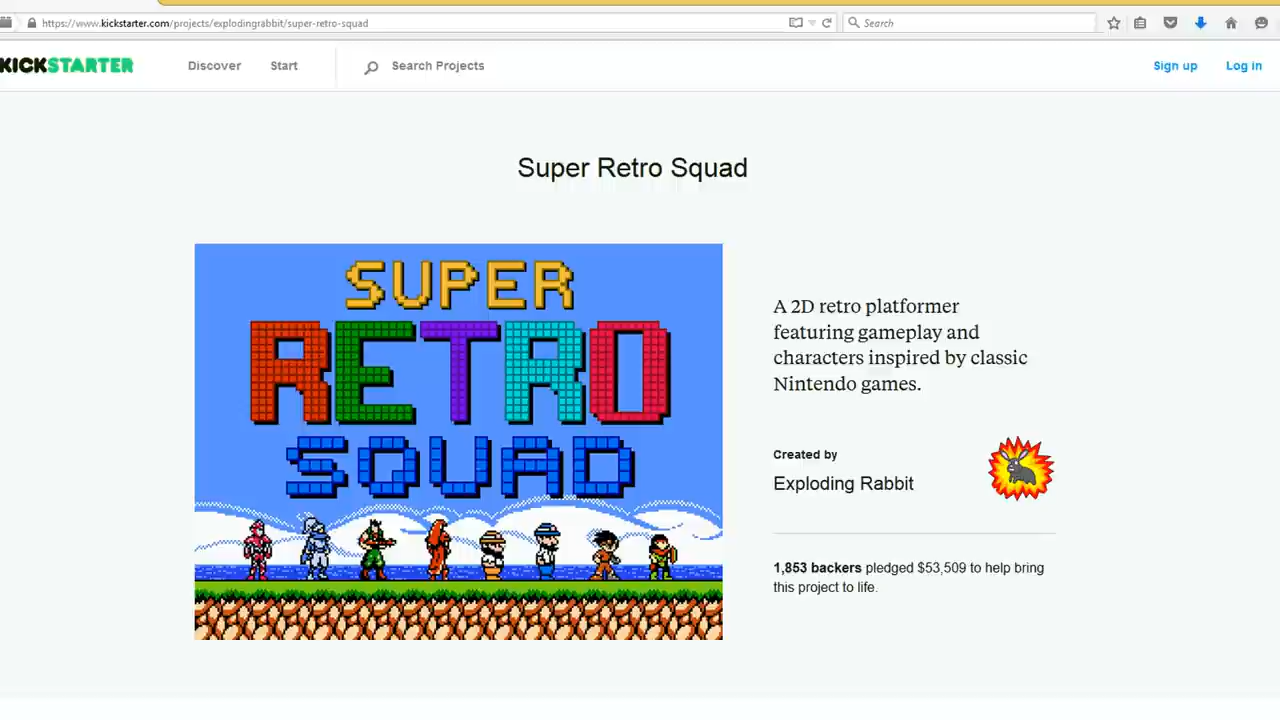 https://www.kickstarter.com/projects/explodingrabbit/super-retro-squad
Search
KICKSTARTER
Discover
Start
Search Projects
Sign up
Log in
Super Retro Squad
SUPER
RETRO
SQUAD
A 2D retro platformer
featuring gameplay and
characters inspired by classic
Nintendo games.
Created by
Exploding Rabbit
1,853 backers pledged $53,509 to help bring
this project to life.